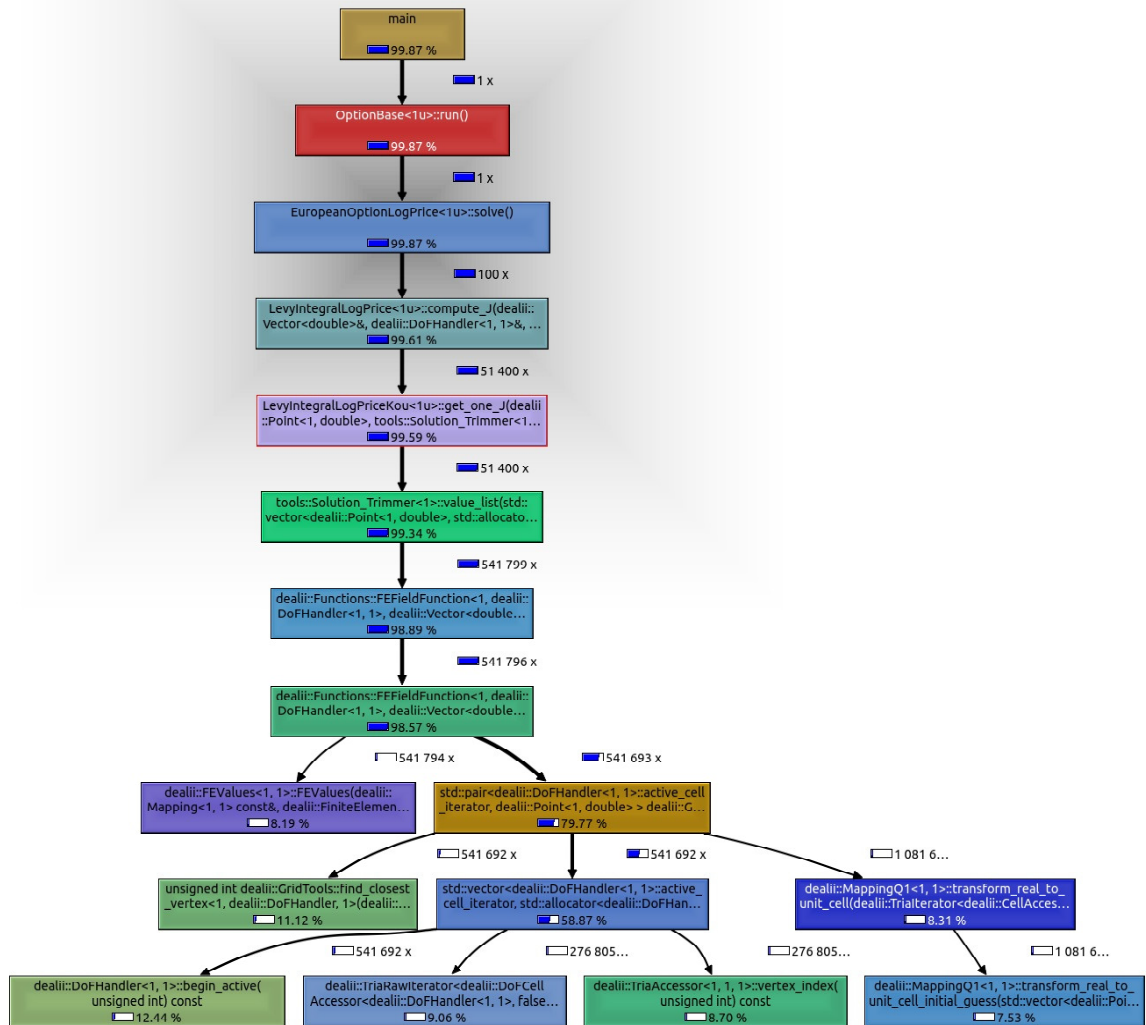 main
99.87 %
1 x
OptionBase<1u>::run()
99.87 %
1 x
EuropeanOptionLogPrice<1u>::solve()
99.87 %
100 x
LevyIntegralLogPrice<1u>::compute_J(dealii::
Vector<double>&, dealii::DoFHandler<1, 1>&, ...
99.61 %
51 400 x
LevyIntegralLogPriceKou<1u>::get_one_J(dealii
::Point<1, double>, tools::Solution_Trimmer<1...
99.59 %
51 400 x
tools::Solution_Trimmer<1>::value_list(std::
vector<dealii::Point<1, double>, std::allocato...
99.34 %
541 799 x
dealii::Functions::FEFieldFunction<1, dealii::
DoFHandler<1, 1>, dealii::Vector<double...
98.89 %
541 796 x
dealii::Functions::FEFieldFunction<1, dealii::
DoFHandler<1, 1>, dealii::Vector<double...
98.57 %
541 794 x
541 693 x
dealii::FEValues<1, 1>::FEValues(dealii::
Mapping<1, 1> const&, dealii::FiniteElemen...
8.19 %
std::pair<dealii::DoFHandler<1, 1>::active_cell
_iterator, dealii::Point<1, double> > dealii::G...
79.77 %
541 692 x
541 692 x
1 081 6...
unsigned int dealii::GridTools::find_closest
_vertex<1, dealii::DoFHandler, 1>(dealii::...
11.12 %
std::vector<dealii::DoFHandler<1, 1>::active_
cell_iterator, std::allocator<dealii::DoFHan...
58.87 %
dealii::MappingQ1<1, 1>::transform_real_to_
unit_cell(dealii::TriaIterator<dealii::CellAcces...
8.31 %
541 692 x
276 805...
276 805...
1 081 6...
dealii::DoFHandler<1, 1>::begin_active(
unsigned int) const
12.44 %
dealii::TriaRawIterator<dealii::DoFCell
Accessor<dealii::DoFHandler<1, 1>, false...
9.06 %
dealii::TriaAccessor<1, 1, 1>::vertex_index(
unsigned int) const
8.70 %
dealii::MappingQ1<1, 1>::transform_real_to_
unit_cell_initial_guess(std::vector<dealii::Poi...
7.53 %